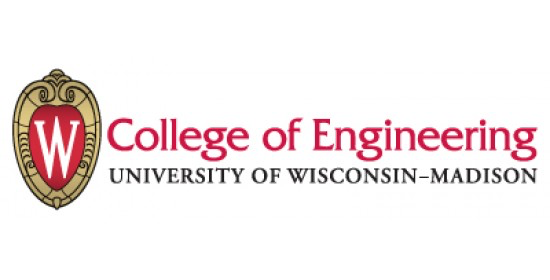 W
College of Engineering
UNIVERSITY OF WISCONSIN–MADISON